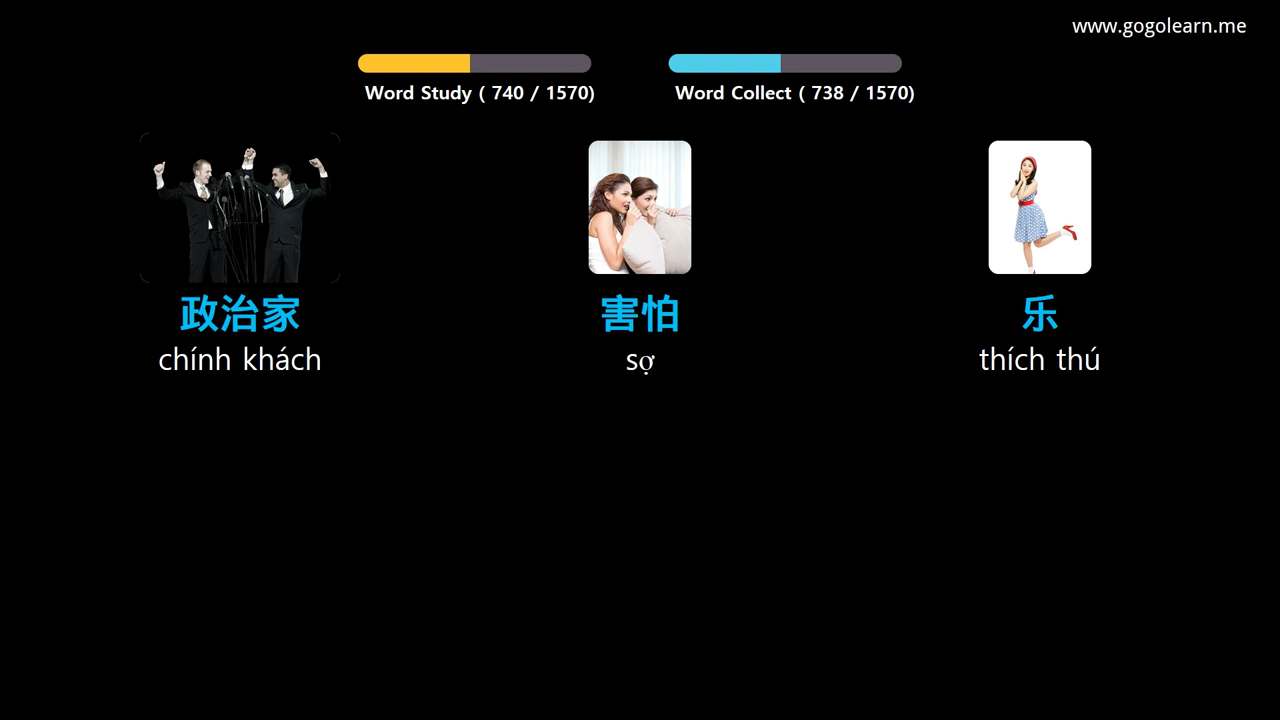 www.gogolearn.me
Word Study ( 740 / 1570)
Word Collect ( 738 / 1570)
政治家
chính khách
害怕
sợ
乐
thích thú